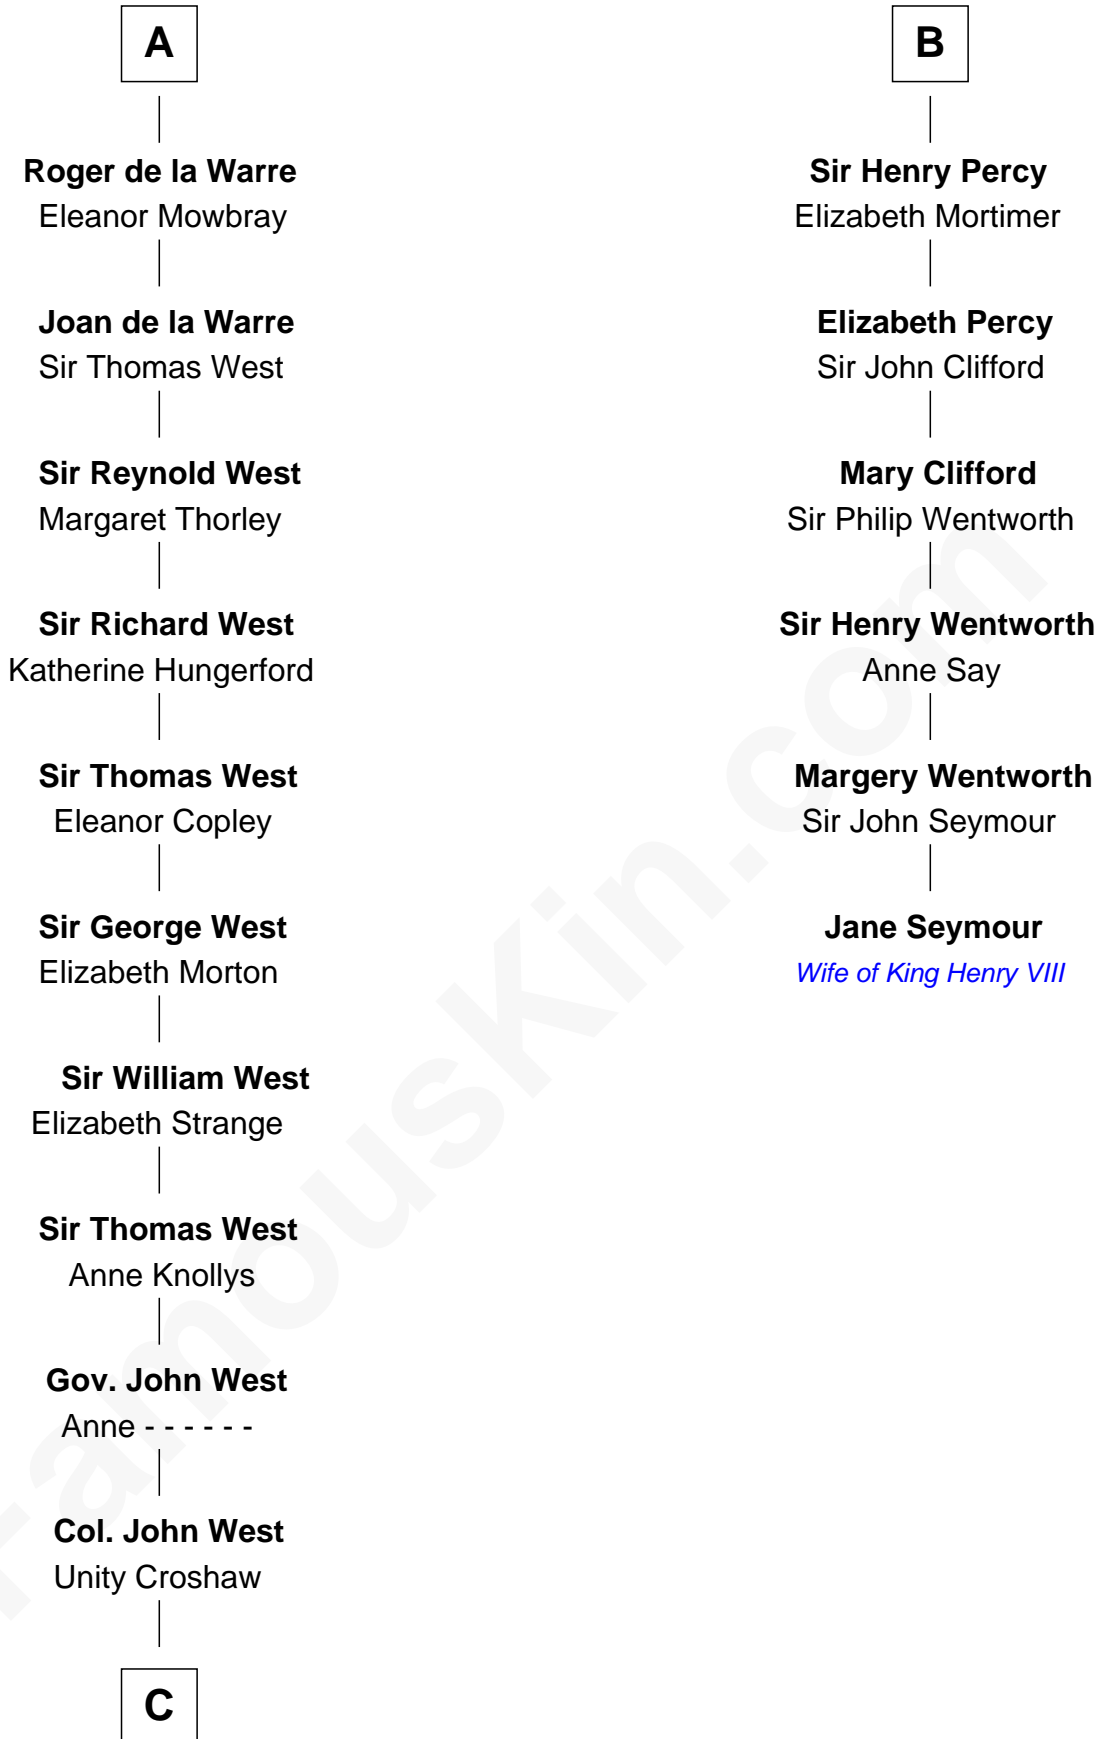 A
Roger de la Warre
Eleanor Mowbray
Joan de la Warre
Sir Thomas West
Sir Reynold West
Margaret Thorley
Sir Richard West
Katherine Hungerford
Sir Thomas West
Eleanor Copley
Sir George West
Elizabeth Morton
Sir William West
Elizabeth Strange
Sir Thomas West
Anne Knollys
Gov. John West
Anne - - - - - -
Col. John West
Unity Croshaw
C
B
Sir Henry Percy
Elizabeth Mortimer
Elizabeth Percy
Sir John Clifford
Mary Clifford
Sir Philip Wentworth
Sir Henry Wentworth
Anne Say
Margery Wentworth
Sir John Seymour
Jane Seymour
Wife of King Henry VIII
FamousKin.com